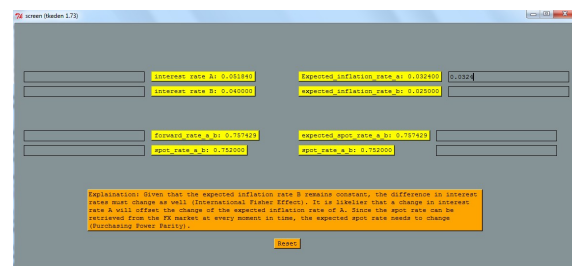 screen (tkeden 1.73)
interest rate A: 0.051840 Expected_inflation_rate_a: 0.032400 0.0324
interest rate B: 0.040000 expected_inflation_rate_b: 0.025000
forward_rate_a_b: 0.757429 expected_spot_rate_a_b: 0.757429
spot_rate_a_b: 0.752000 spot_rate_a_b: 0.752000
Explaination: Given that the expected inflation rate B remains constant, the difference in interest
rates must change as well (International Fisher Effect). It is likelier that a change in interest
rate A will offset the change of the expected inflation rate of A. Since the spot rate can be
retrieved from the FX market at every moment in time, the expected spot rate needs to change
(Purchasing Power Parity).
Reset